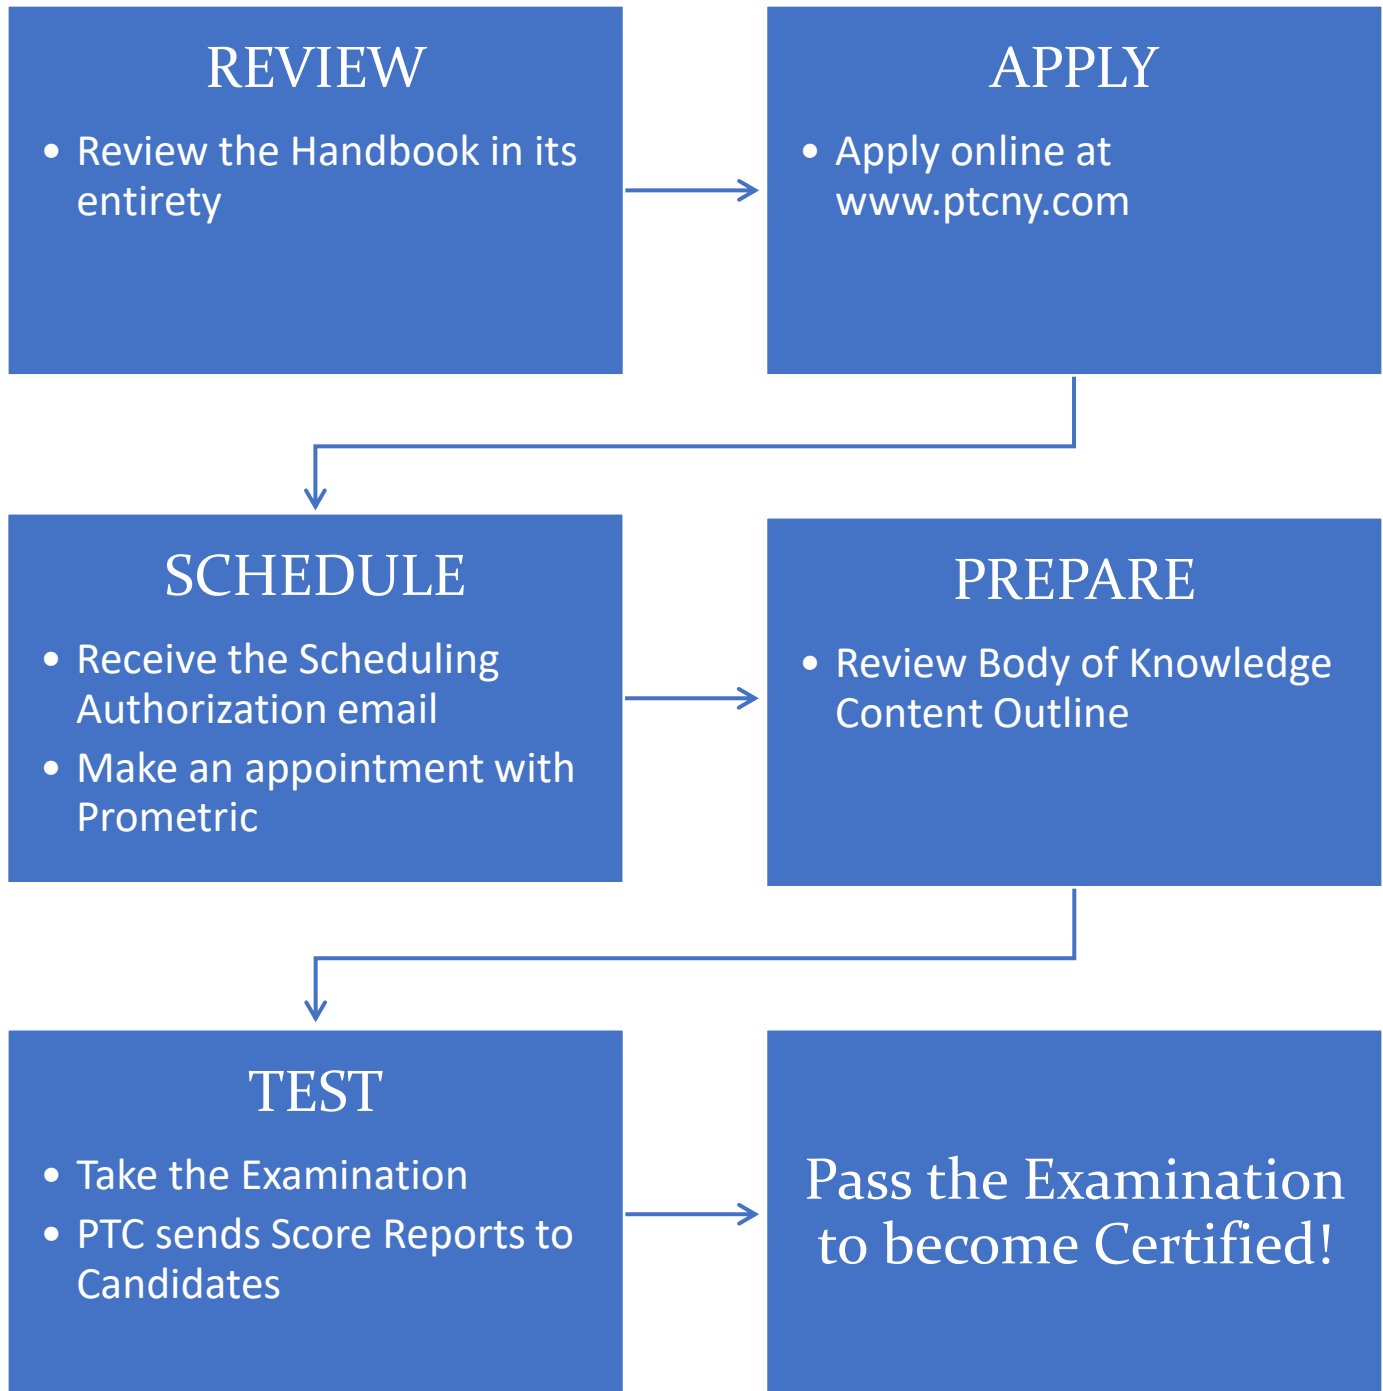 REVIEW
• Review the Handbook in its
entirety
APPLY
• Apply online at
www.ptcny.com
SCHEDULE
• Receive the Scheduling
Authorization email
• Make an appointment with
Prometric
PREPARE
• Review Body of Knowledge
Content Outline
TEST
• Take the Examination
• PTC sends Score Reports to
Candidates
Pass the Examination
to become Certified!